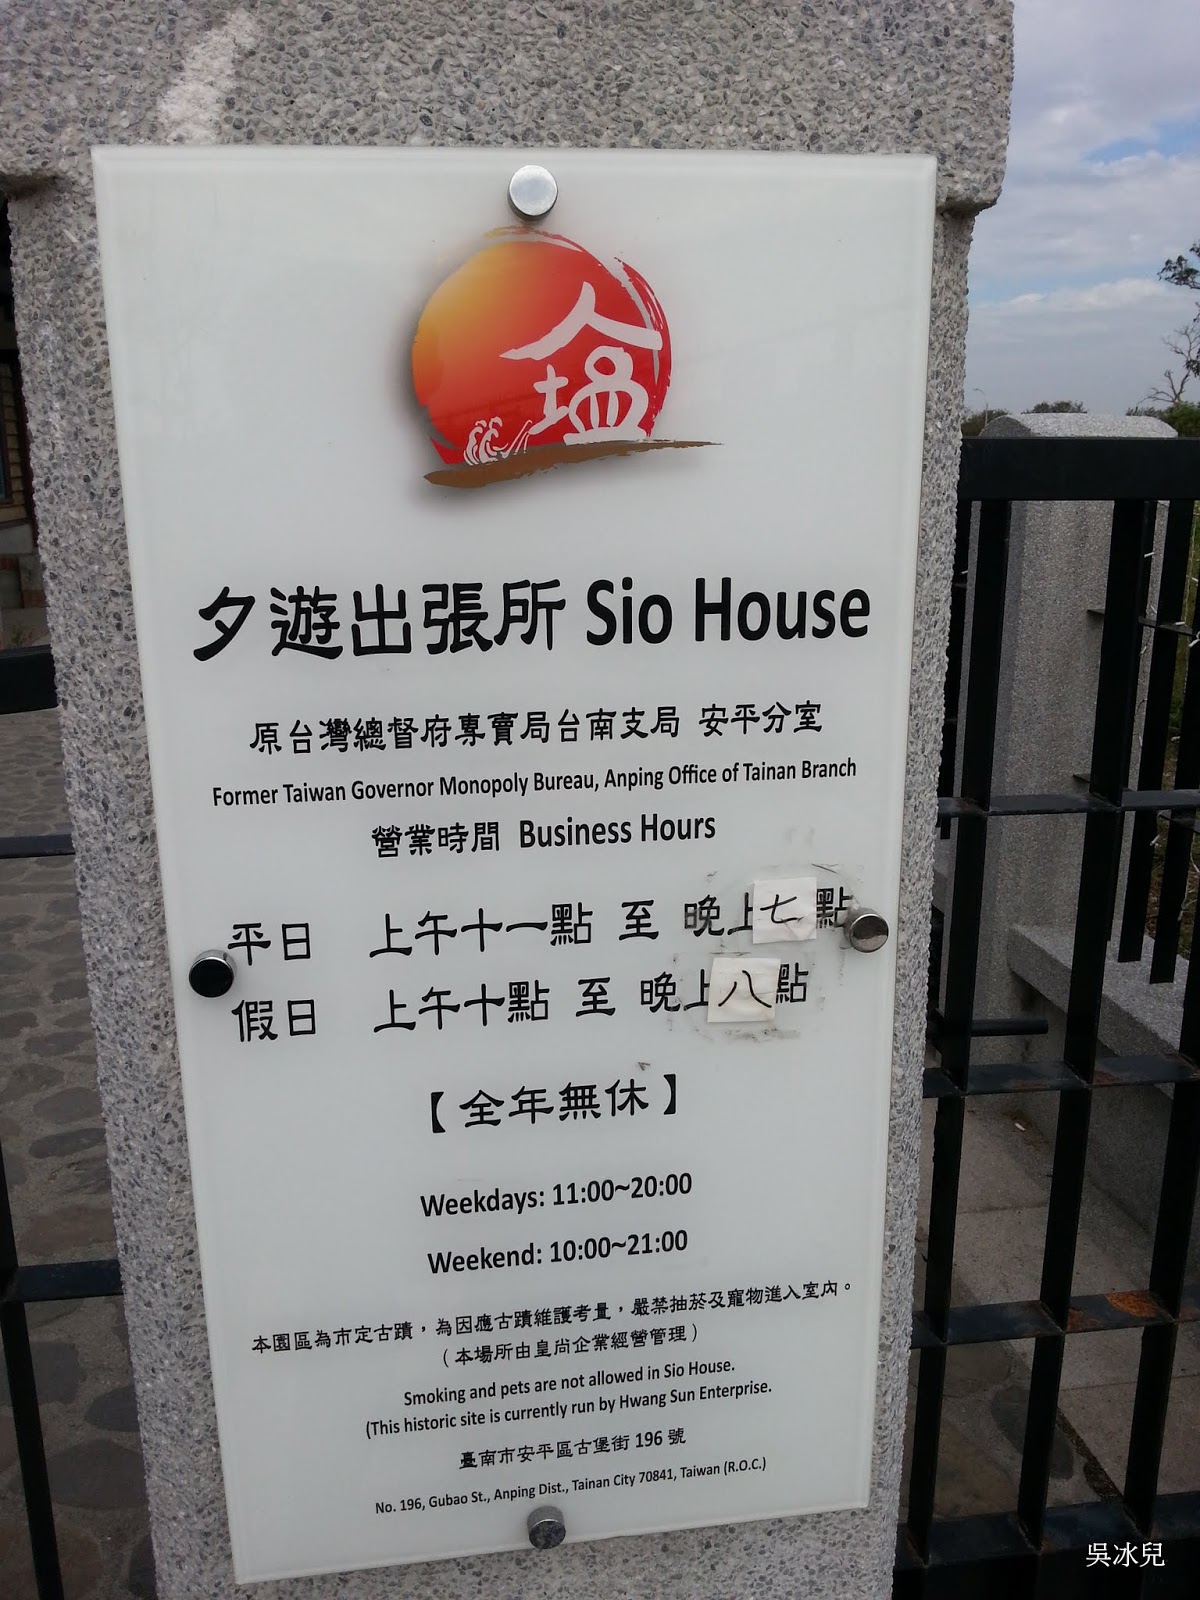 塩
夕遊出張所 Sio House
原台灣總督府專賣局台南支局 安平分室
Former Taiwan Governor Monopoly Bureau, Anping Office of Tainan Branch
營業時間 Business Hours
平日 上午十一點 至 晚上七點
假日 上午十點 至 晚上八點
【全年無休】
Weekdays: 11:00~20:00
Weekend: 10:00~21:00
本園區為市定古蹟，為因應古蹟維護考量，嚴禁抽菸及寵物進入室內。
（本場所由皇尚企業經營管理）
Smoking and pets are not allowed in Sio House.
(This historic site is currently run by Hwang Sun Enterprise.
臺南市安平區古堡街 196 號
No. 196, Gubao St., Anping Dist., Tainan City 70841, Taiwan (R.O.C.)
吳冰兒